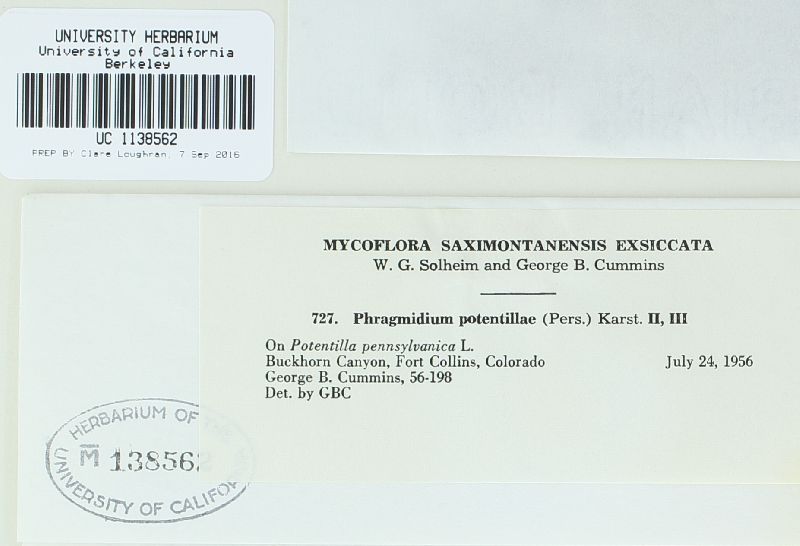 UNIVERSITY HERBARIUM
University of California
Berkeley
UC 1138562
PREP BY Clare Loughran, 7 Sep 2016
MYCOFLORA SAXIMONTANENSIS EXSICCATA
W. G. Solheim and George B. Cummins
727. Phragmidium potentillae (Pers.) Karst. II, III
On Potentilla pennsylvanica L.
Buckhorn Canyon, Fort Collins, Colorado July 24, 1956
George B. Cummins, 56-198
Det. by GBC
HERBARIUM OF THE
M 138562
UNIVERSITY OF CALIFO